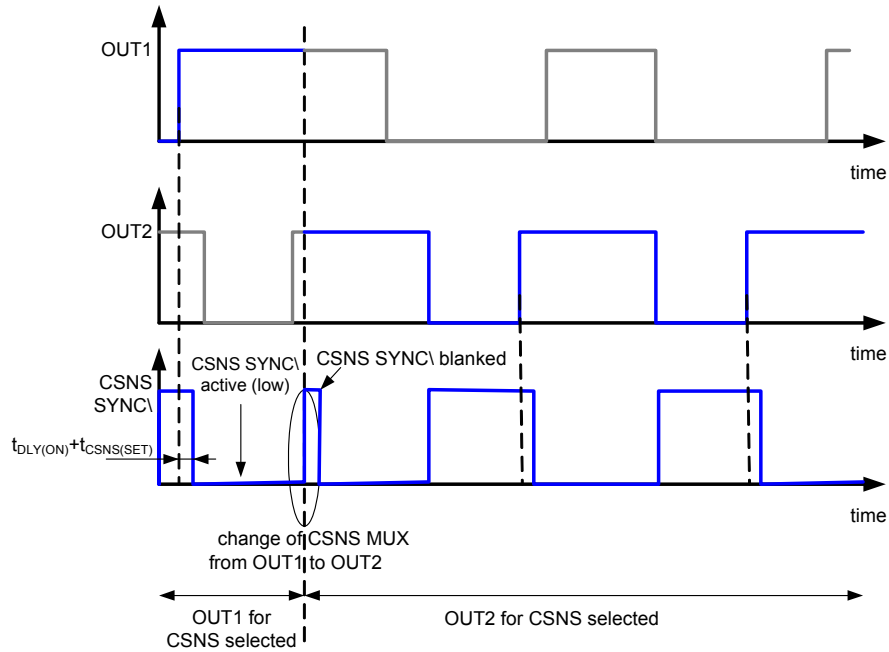 OUT1
time
OUT2
time
CSNS SYNC\ blanked
CSNS SYNC\
active (low)
CSNS
SYNC\
tDLY(ON)+tCSNS(SET)
time
change of CSNS MUX
from OUT1 to OUT2
OUT1 for
CSNS selected
OUT2 for CSNS selected